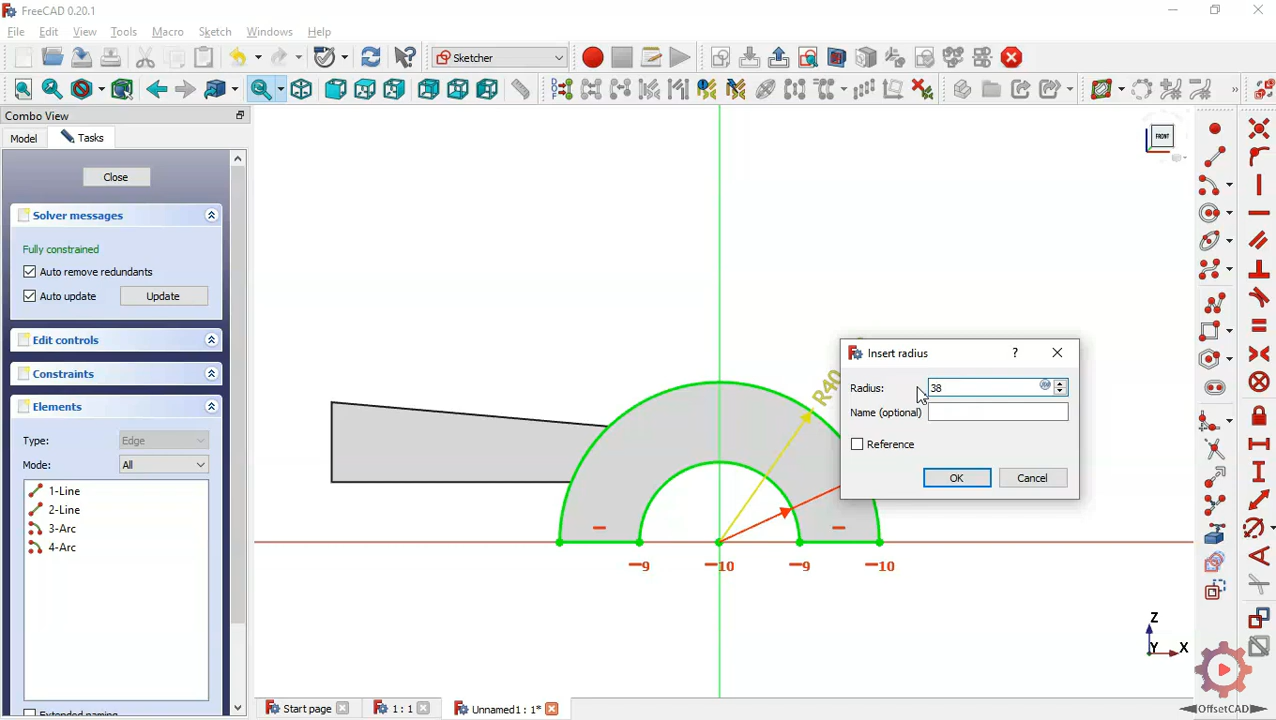 FreeCAD 0.20.1
File Edit View Tools Macro Sketch Windows Help
Sketcher
Combo View
Model Tasks
Close
Solver messages
Fully constrained
Auto remove redundants
Auto update Update
Edit controls
Constraints
Elements
Type: Edge
Mode: All
1-Line
2-Line
3-Arc
4-Arc
Extended naming
FRONT
R40
Insert radius ?
Radius: 38
Name (optional)
Reference
OK Cancel
9 10 9 10
Z
Y X
Start page 1 : 1 Unnamed1 : 1*
OffsetCAD